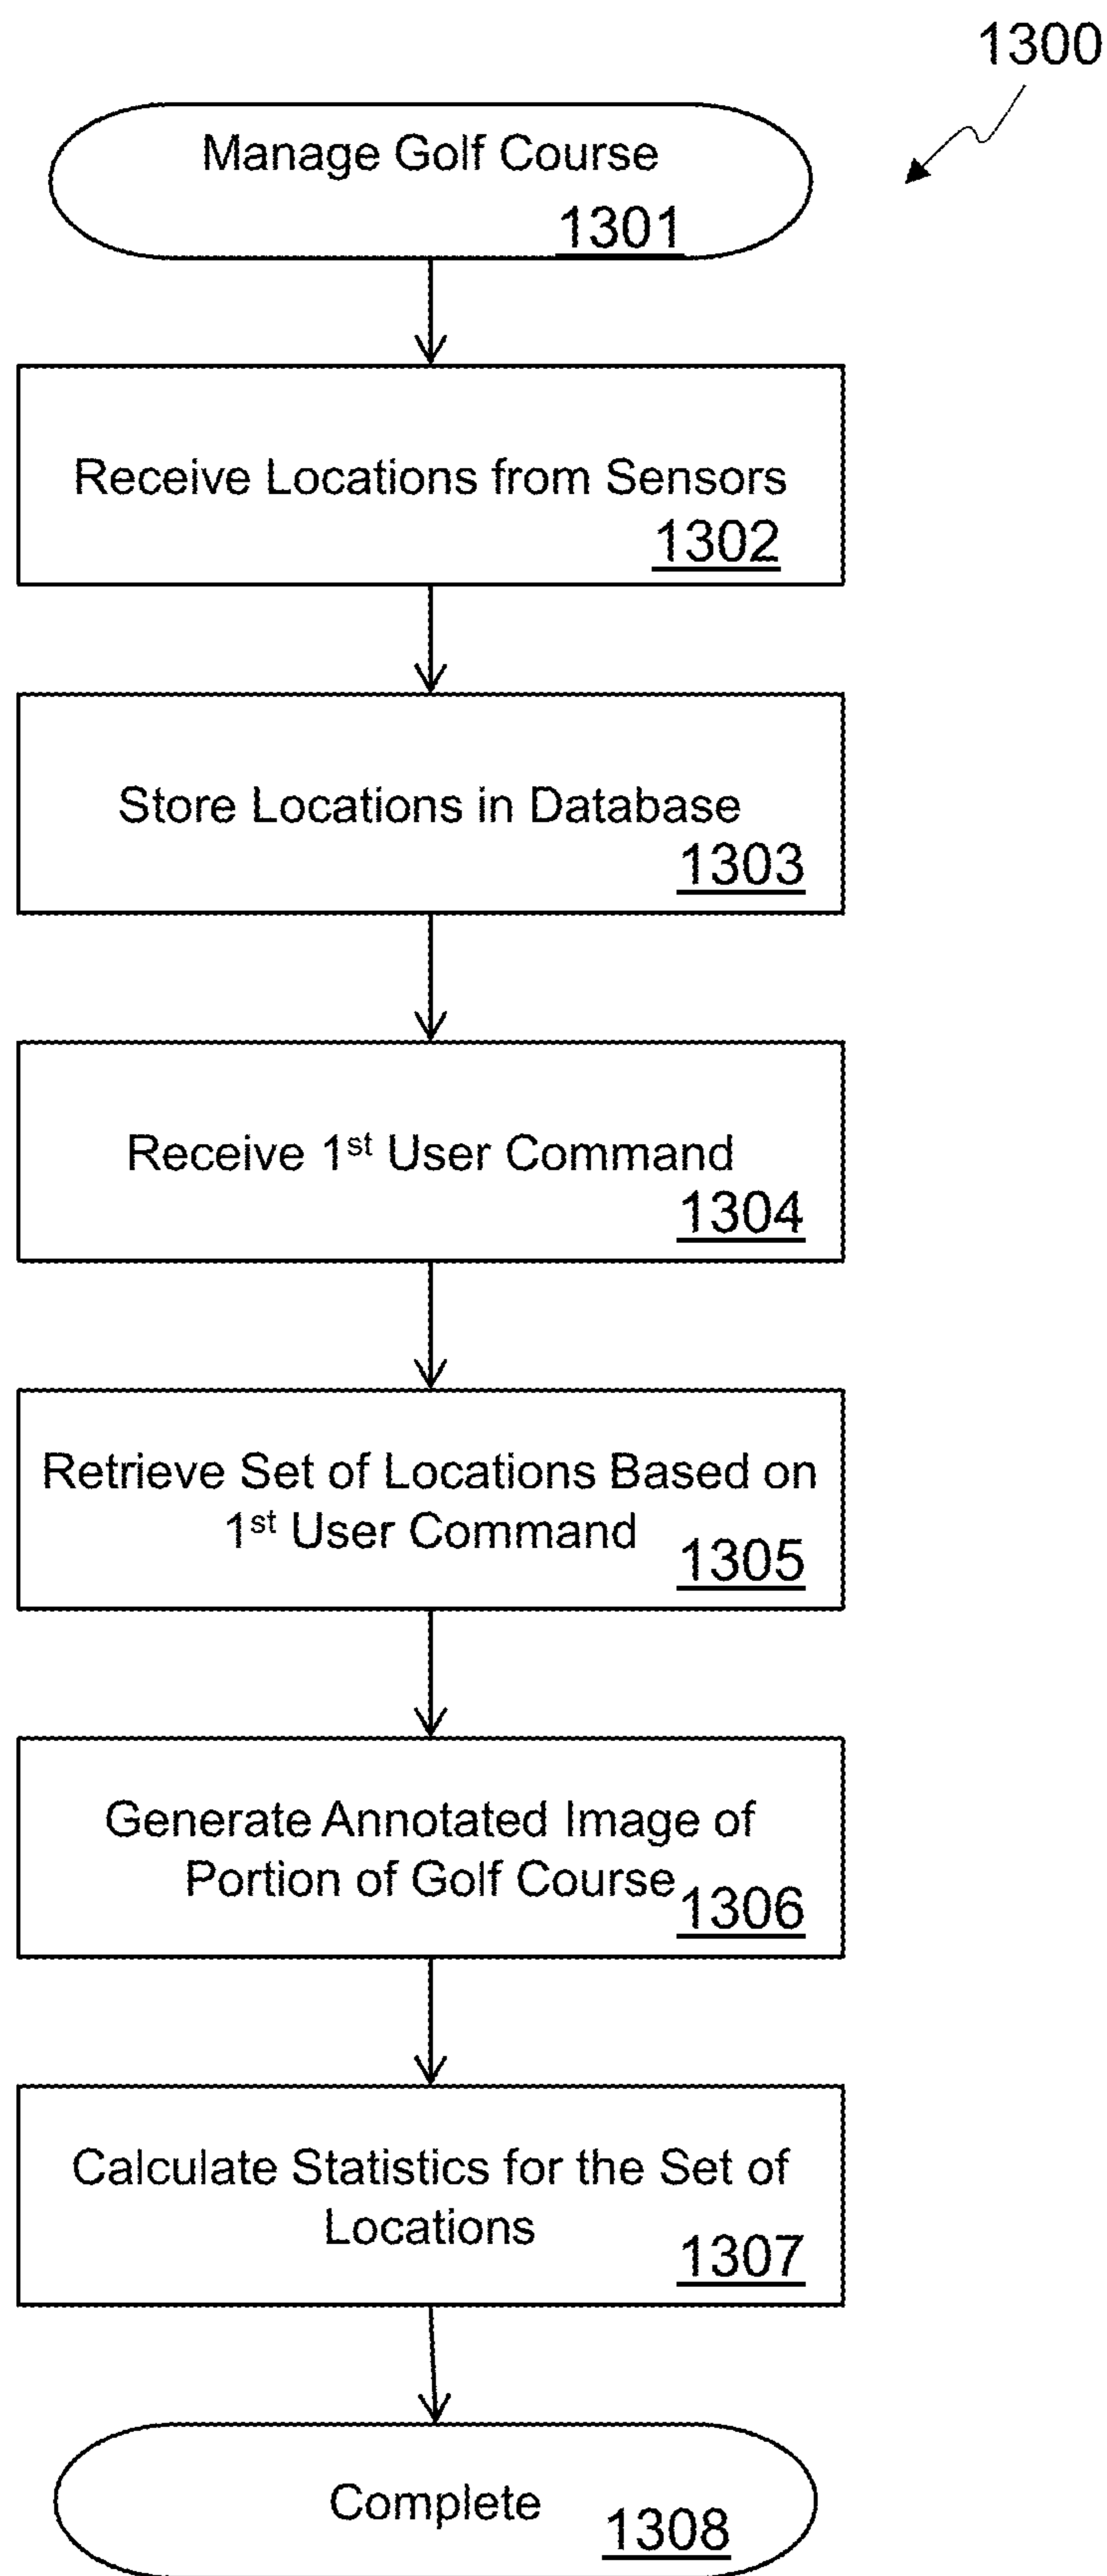 1300
Manage Golf Course
1301
Receive Locations from Sensors
1302
Store Locations in Database
1303
Receive 1st User Command
1304
Retrieve Set of Locations Based on
1st User Command
1305
Generate Annotated Image of
Portion of Golf Course
1306
Calculate Statistics for the Set of
Locations
1307
Complete
1308